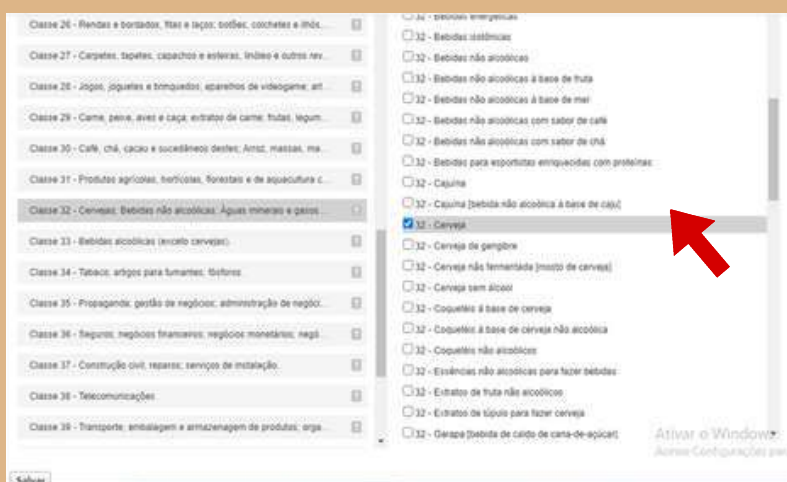 Classe 26 - Rendas e bordados, fitas e laços; botões, colchetes e ilhós...
Classe 27 - Carpetes, tapetes, capachos e esteiras, linóleo e outros rev...
Classe 28 - Jogos, joguetes e brinquedos; aparelhos de videogame; art...
Classe 29 - Carne, peixe, aves e caça; extratos de carne; frutas, legum...
Classe 30 - Café, chá, cacau e sucedâneos destes; Arroz, massas, ma...
Classe 31 - Produtos agrícolas, hortícolas, florestais e de aquacultura c...
Classe 32 - Cervejas; Bebidas não alcoólicas; Águas minerais e gasos...
Classe 33 - Bebidas alcoólicas (exceto cervejas).
Classe 34 - Tabaco; artigos para fumantes; fósforos.
Classe 35 - Propaganda; gestão de negócios; administração de negóci...
Classe 36 - Seguros; negócios financeiros; negócios monetários; negó...
Classe 37 - Construção civil; reparos; serviços de instalação.
Classe 38 - Telecomunicações.
Classe 39 - Transporte; embalagem e armazenagem de produtos; orga...
32 - Bebidas energéticas
32 - Bebidas isotônicas
32 - Bebidas não alcoólicas
32 - Bebidas não alcoólicas à base de fruta
32 - Bebidas não alcoólicas à base de mel
32 - Bebidas não alcoólicas com sabor de café
32 - Bebidas não alcoólicas com sabor de chá
32 - Bebidas para esportistas enriquecidas com proteínas
32 - Cajuína
32 - Cajuína [bebida não alcoólica à base de caju]
32 - Cerveja
32 - Cerveja de gengibre
32 - Cerveja não fermentada [mosto de cerveja]
32 - Cerveja sem álcool
32 - Coquetéis à base de cerveja
32 - Coquetéis à base de cerveja não alcoólica
32 - Coquetéis não alcoólicos
32 - Essências não alcoólicas para fazer bebidas
32 - Extratos de fruta não alcoólicos
32 - Extratos de lúpulo para fazer cerveja
32 - Garapa [bebida de caldo de cana-de-açúcar]
Ativar o Windows
Acesse Configurações par
Salvar